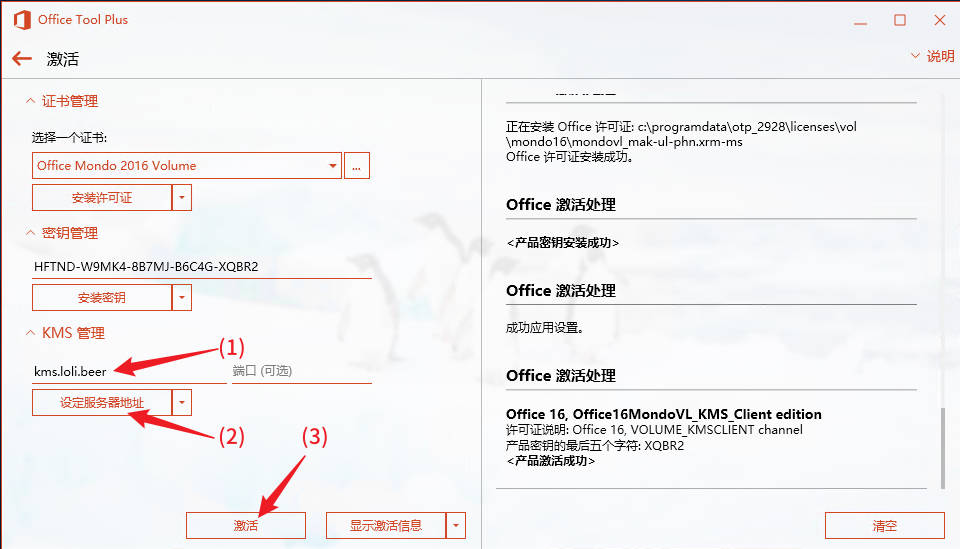 Office Tool Plus
激活
说明
证书管理
选择一个证书:
Office Mondo 2016 Volume
...
安装许可证
密钥管理
HFTND-W9MK4-8B7MJ-B6C4G-XQBR2
安装密钥
KMS 管理
(1)
kms.loli.beer
端口 (可选)
设定服务器地址
(2)
(3)
激活
显示激活信息
正在安装 Office 许可证: c:\programdata\otp_2928\licenses\vol
\mondo16\mondovl_mak-ul-phn.xrm-ms
Office 许可证安装成功。
Office 激活处理
<产品密钥安装成功>
Office 激活处理
成功应用设置。
Office 激活处理
Office 16, Office16MondoVL_KMS_Client edition
许可证说明: Office 16, VOLUME_KMSCLIENT channel
产品密钥的最后五个字符: XQBR2
<产品激活成功>
清空